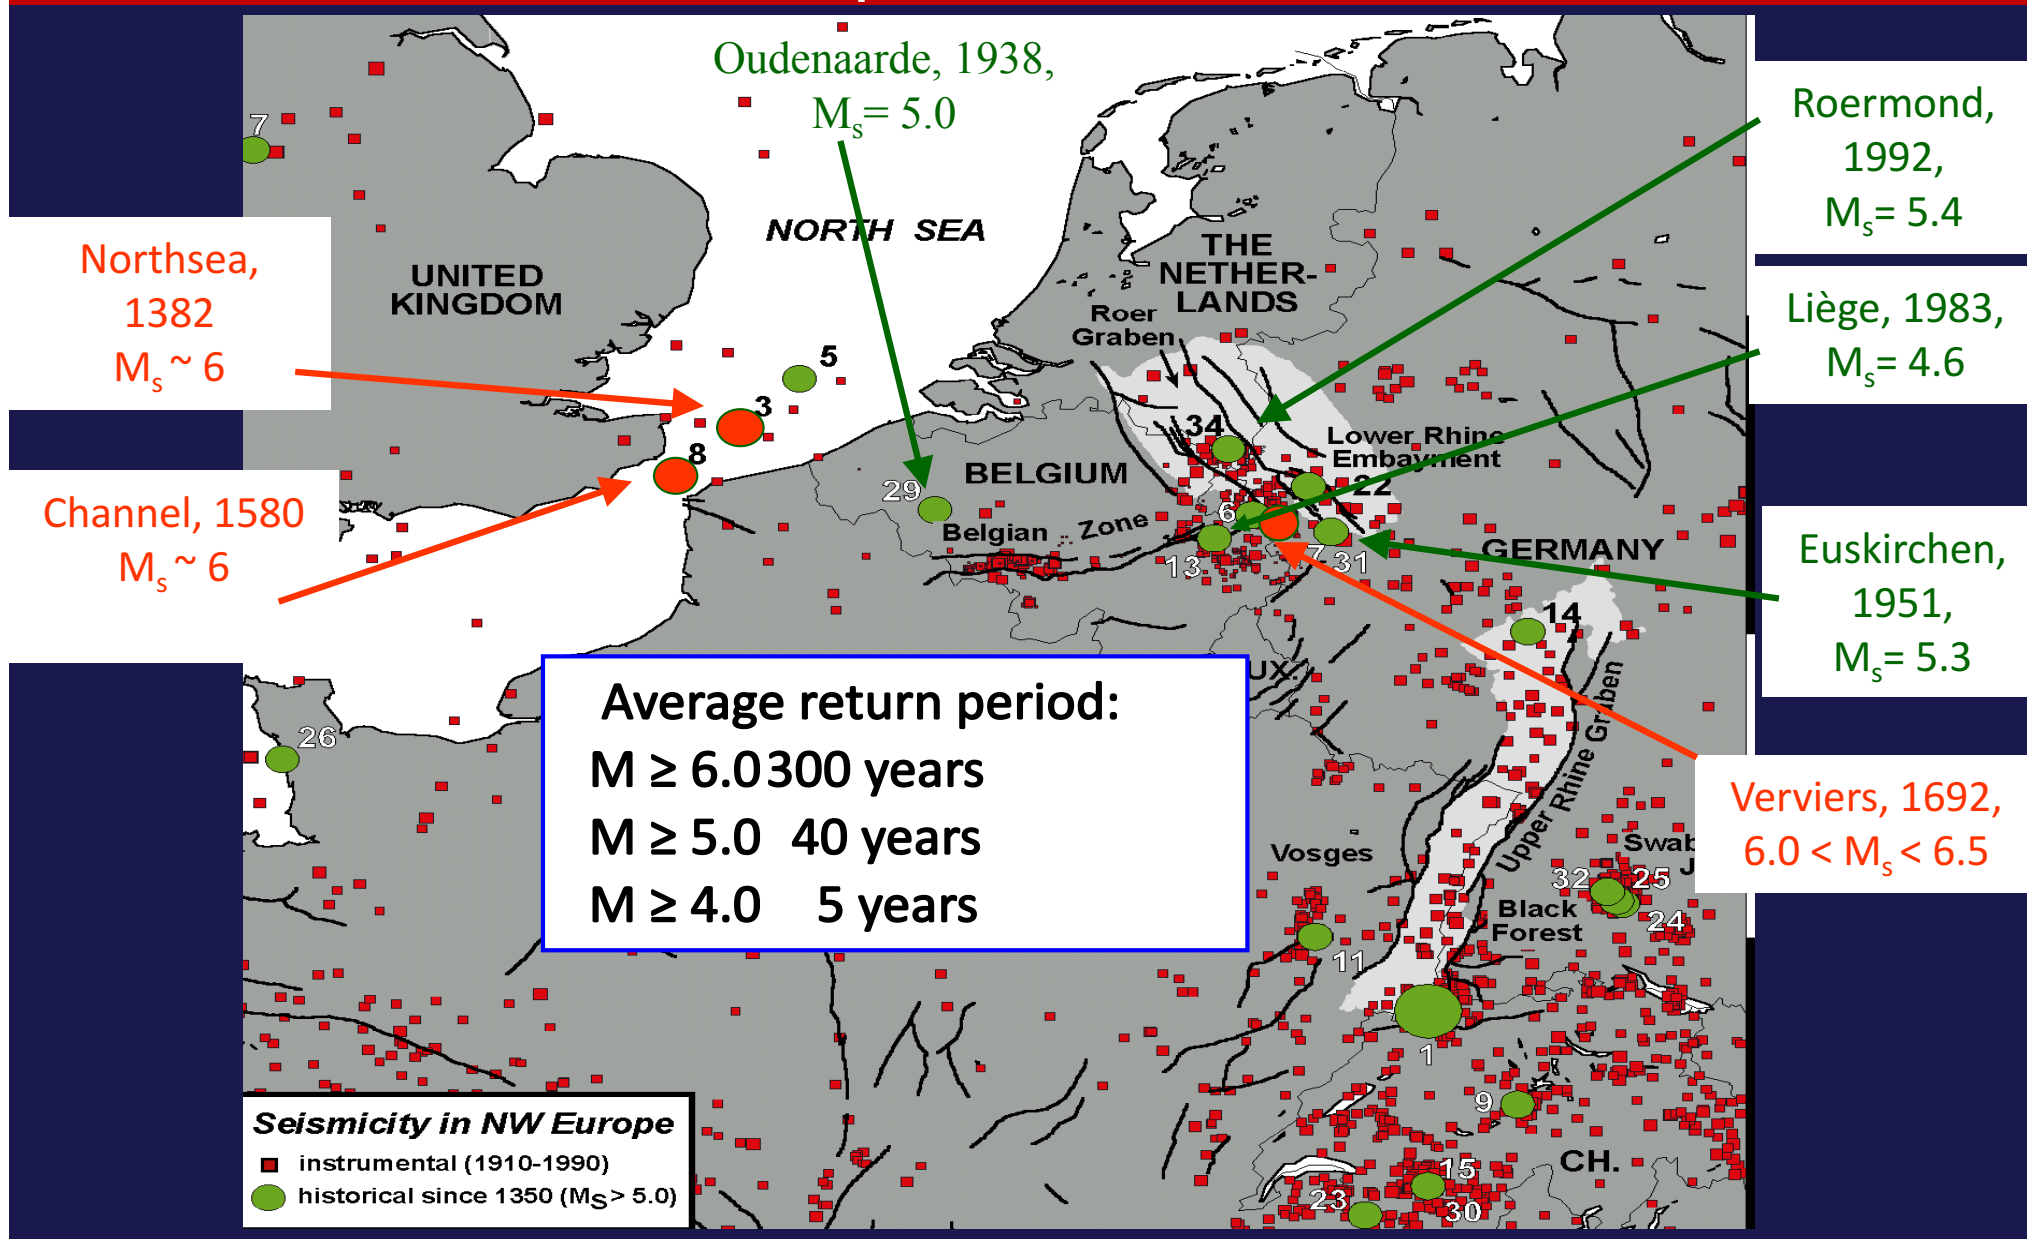 Oudenaarde, 1938,
Ms= 5.0
Roermond,
1992,
Ms= 5.4
7
Northsea,
1382
Ms ~ 6
NORTH SEA
UNITED
KINGDOM
THE
NETHER-
LANDS
Roer
Graben
Liège, 1983,
Ms= 4.6
5
3
8
34
Lower Rhine
Embayment
BELGIUM
29
22
Channel, 1580
Ms ~ 6
6
Belgian Zone
13
7
31
GERMANY
Euskirchen,
1951,
Ms= 5.3
14
UX.
Average return period:
M ≥ 6.0 300 years
M ≥ 5.0 40 years
M ≥ 4.0 5 years
26
Upper Rhine Graben
Verviers, 1692,
6.0 < Ms < 6.5
Vosges
Swab
J
32
25
24
Black
Forest
11
1
9
CH.
15
23
30
Seismicity in NW Europe
instrumental (1910-1990)
historical since 1350 (MS > 5.0)